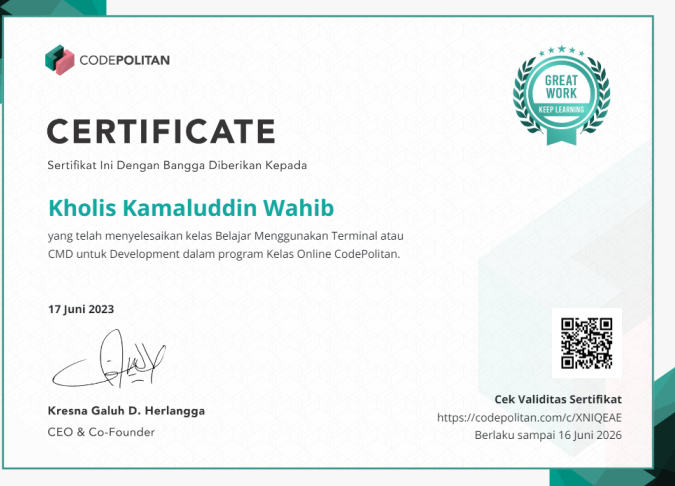 CODEPOLITAN
GREAT
WORK
KEEP LEARNING
CERTIFICATE
Sertifikat Ini Dengan Bangga Diberikan Kepada
Kholis Kamaluddin Wahib
yang telah menyelesaikan kelas Belajar Menggunakan Terminal atau
CMD untuk Development dalam program Kelas Online CodePolitan.
17 Juni 2023
Kresna Galuh D. Herlangga
CEO & Co-Founder
Cek Validitas Sertifikat
https://codepolitan.com/c/XNIQEAE
Berlaku sampai 16 Juni 2026